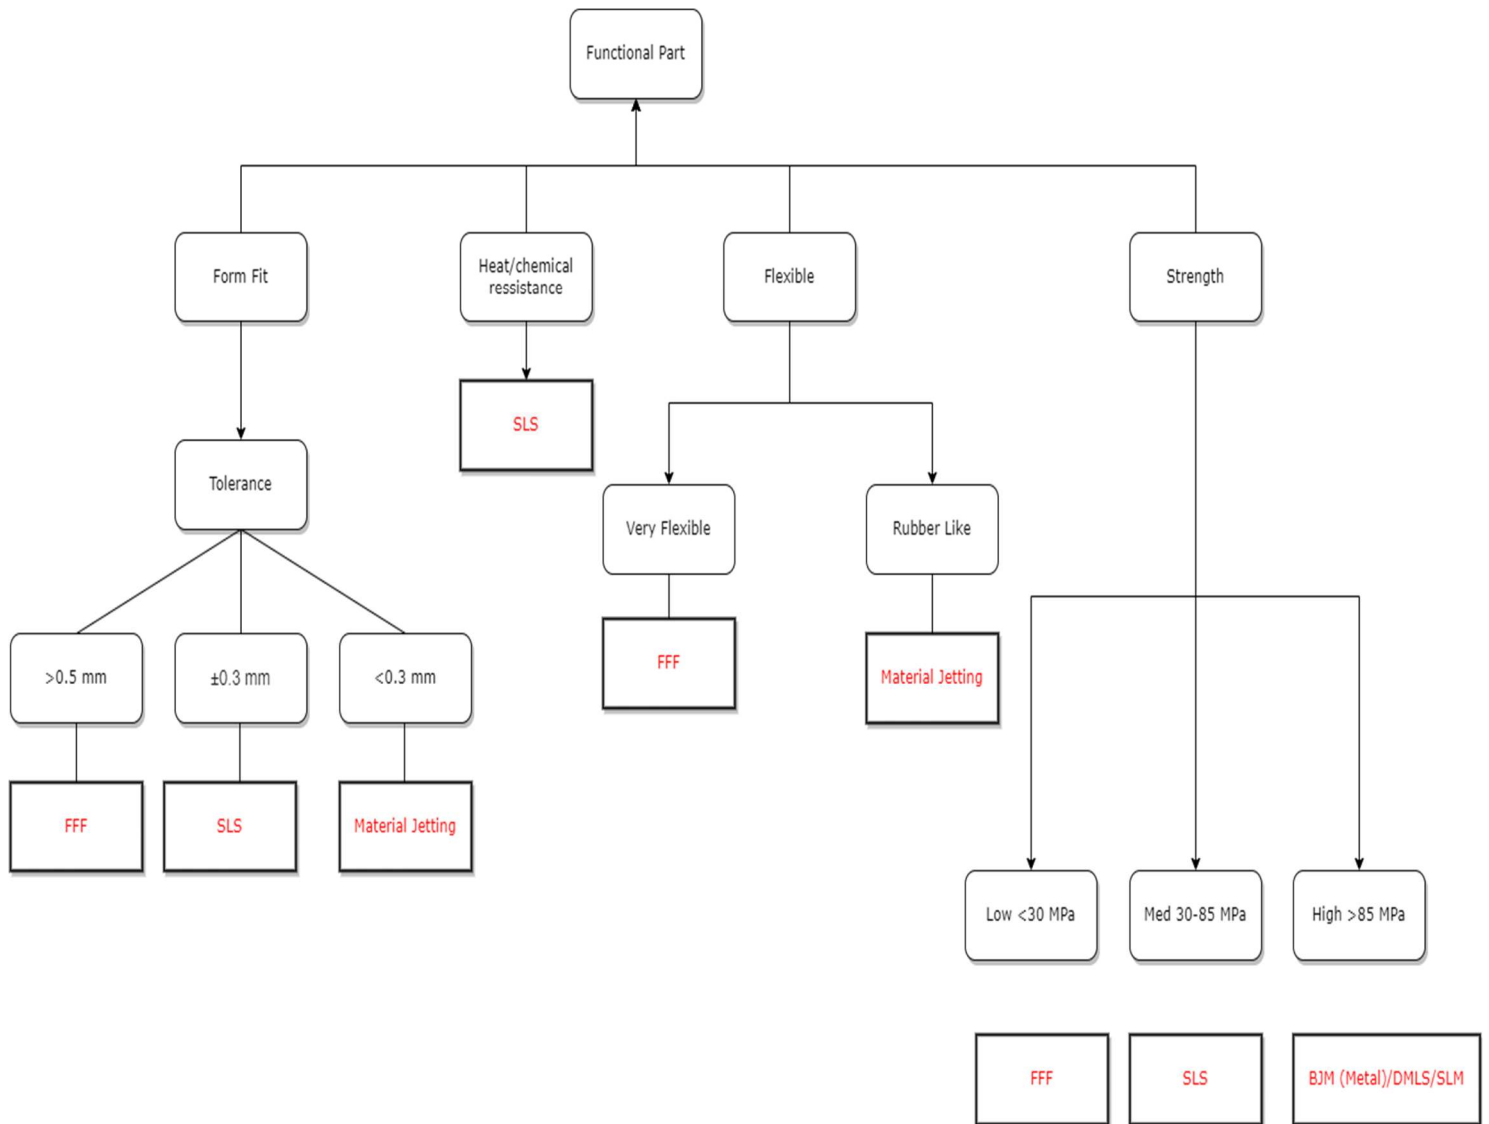 Functional Part
Form Fit
Heat/chemical
ressistance
Flexible
Strength
SLS
Tolerance
Very Flexible
Rubber Like
>0.5 mm
±0.3 mm
<0.3 mm
FFF
Material Jetting
FFF
SLS
Material Jetting
Low <30 MPa
Med 30-85 MPa
High >85 MPa
FFF
SLS
BJM (Metal)/DMLS/SLM